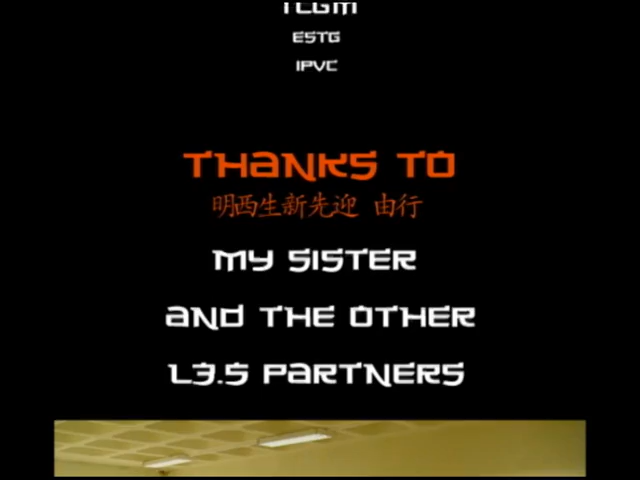 ESTG
IPVC
THANKS TO
明西生新先迎 由行
MY SISTER
AND THE OTHER
L3.5 PARTNERS